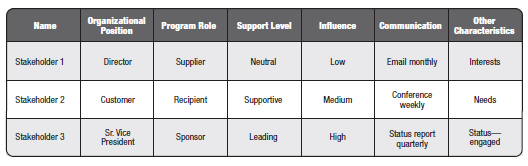 Name Organizational Position Program Role Support Level Influence Communication Other Characteristics
Stakeholder 1 Director Supplier Neutral Low Email monthly Interests
Stakeholder 2 Customer Recipient Supportive Medium Conference weekly Needs
Stakeholder 3 Sr. Vice President Sponsor Leading High Status report quarterly Status—engaged